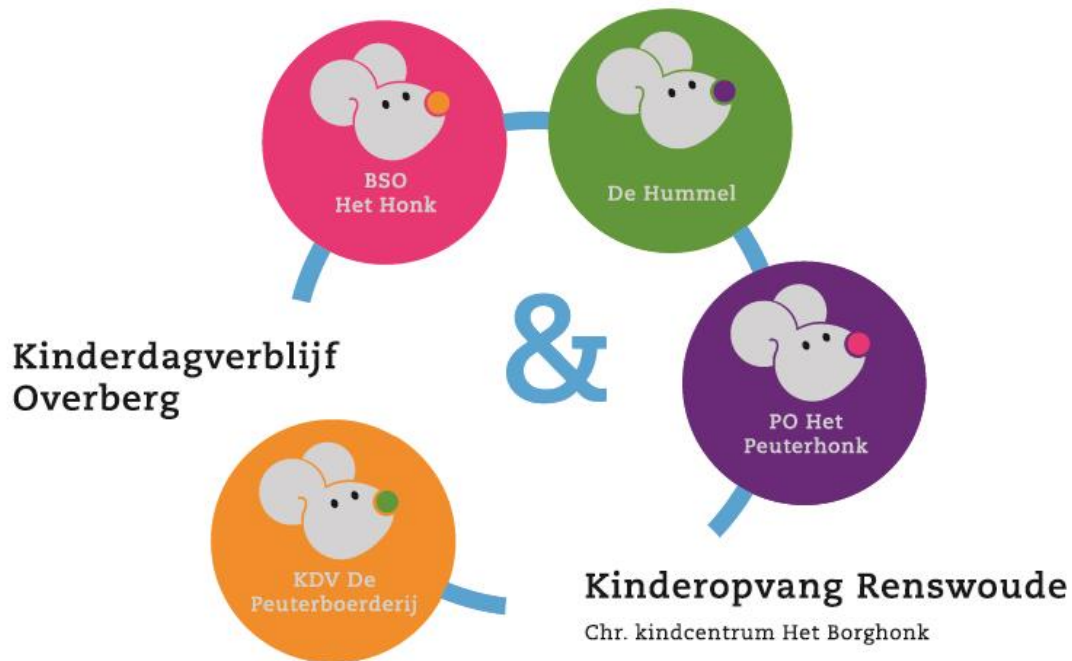 BSO
Het Honk
De Hummel
&
Kinderdagverblijf
Overberg
PO Het
Peuterhonk
KDV De
Peuterboerderij
Kinderopvang Renswoude
Chr. kindcentrum Het Borghonk